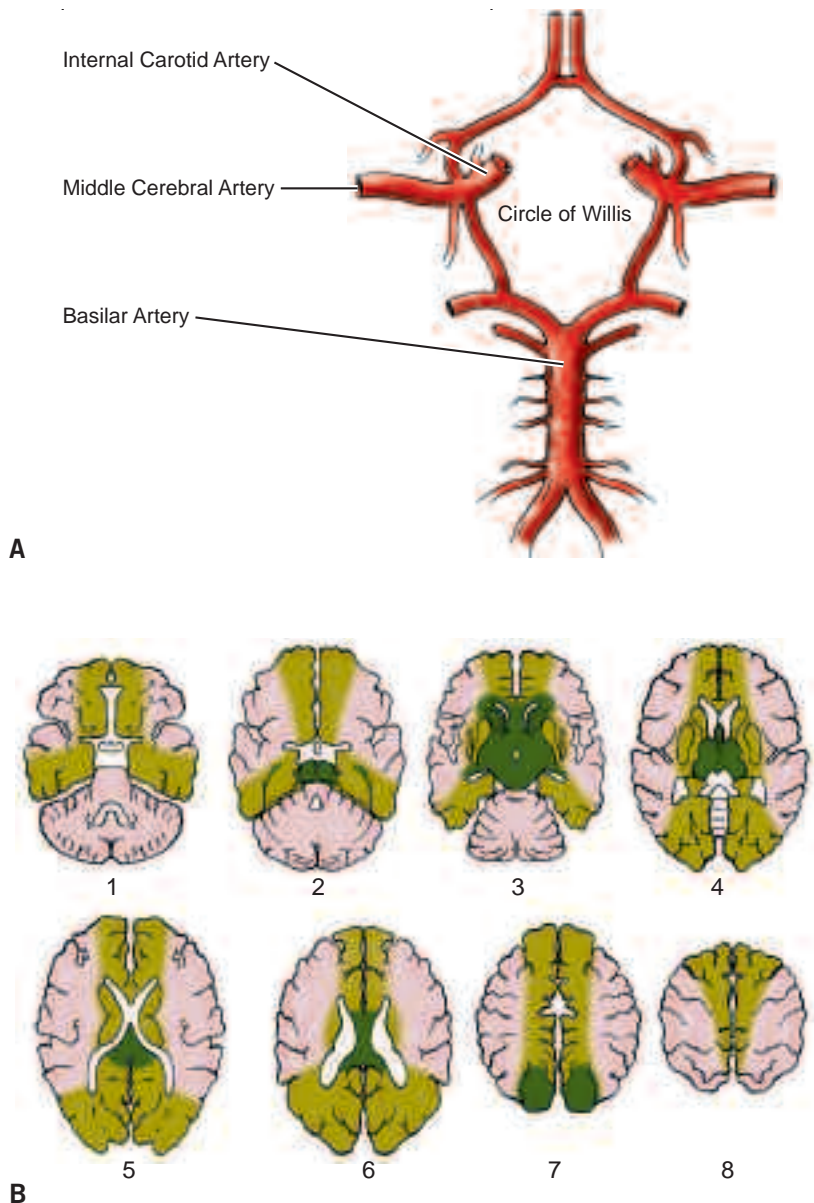 Internal Carotid Artery
Middle Cerebral Artery
Circle of Willis
Basilar Artery
A
1
2
3
4
5
6
7
8
B